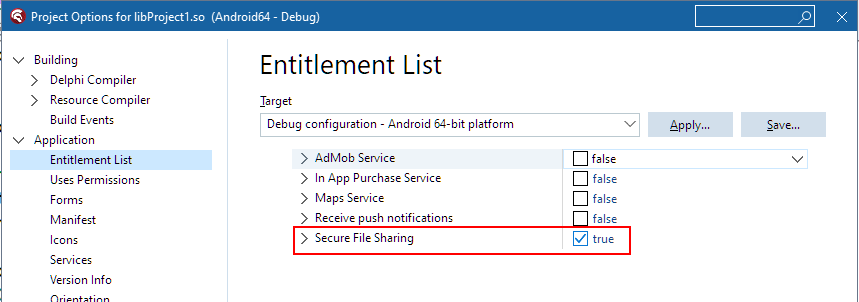 Project Options for libProject1.so (Android64 - Debug)
Building
Delphi Compiler
Resource Compiler
Build Events
Application
Entitlement List
Uses Permissions
Forms
Manifest
Icons
Services
Version Info
Orientation
Entitlement List
Target
Debug configuration - Android 64-bit platform
Apply...
Save...
AdMob Service false
In App Purchase Service false
Maps Service false
Receive push notifications false
Secure File Sharing true